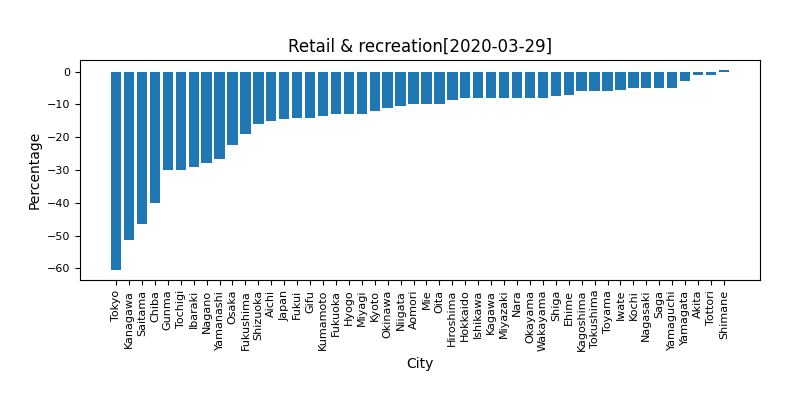 Retail & recreation[2020-03-29]
0
−10
−20
−30
−40
−50
−60
Percentage
Tokyo
Kanagawa
Saitama
Chiba
Gunma
Tochigi
Ibaraki
Nagano
Yamanashi
Osaka
Fukushima
Shizuoka
Aichi
Japan
Fukui
Gifu
Kumamoto
Fukuoka
Hyogo
Miyagi
Kyoto
Okinawa
Niigata
Aomori
Mie
Oita
Hiroshima
Hokkaido
Ishikawa
Kagawa
Miyazaki
Nara
Okayama
Wakayama
Shiga
Ehime
Kagoshima
Tokushima
Toyama
Iwate
Kochi
Nagasaki
Saga
Yamaguchi
Yamagata
Akita
Tottori
Shimane
City